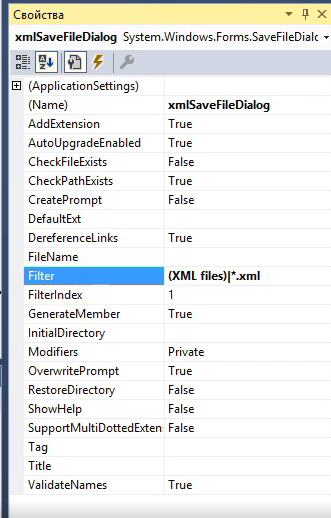 Свойства
xmlSaveFileDialog System.Windows.Forms.SaveFileDialo
(ApplicationSettings)
(Name) xmlSaveFileDialog
AddExtension True
AutoUpgradeEnabled True
CheckFileExists False
CheckPathExists True
CreatePrompt False
DefaultExt
DereferenceLinks True
FileName
Filter (XML files)|*.xml
FilterIndex 1
GenerateMember True
InitialDirectory
Modifiers Private
OverwritePrompt True
RestoreDirectory False
ShowHelp False
SupportMultiDottedExten False
Tag
Title
ValidateNames True